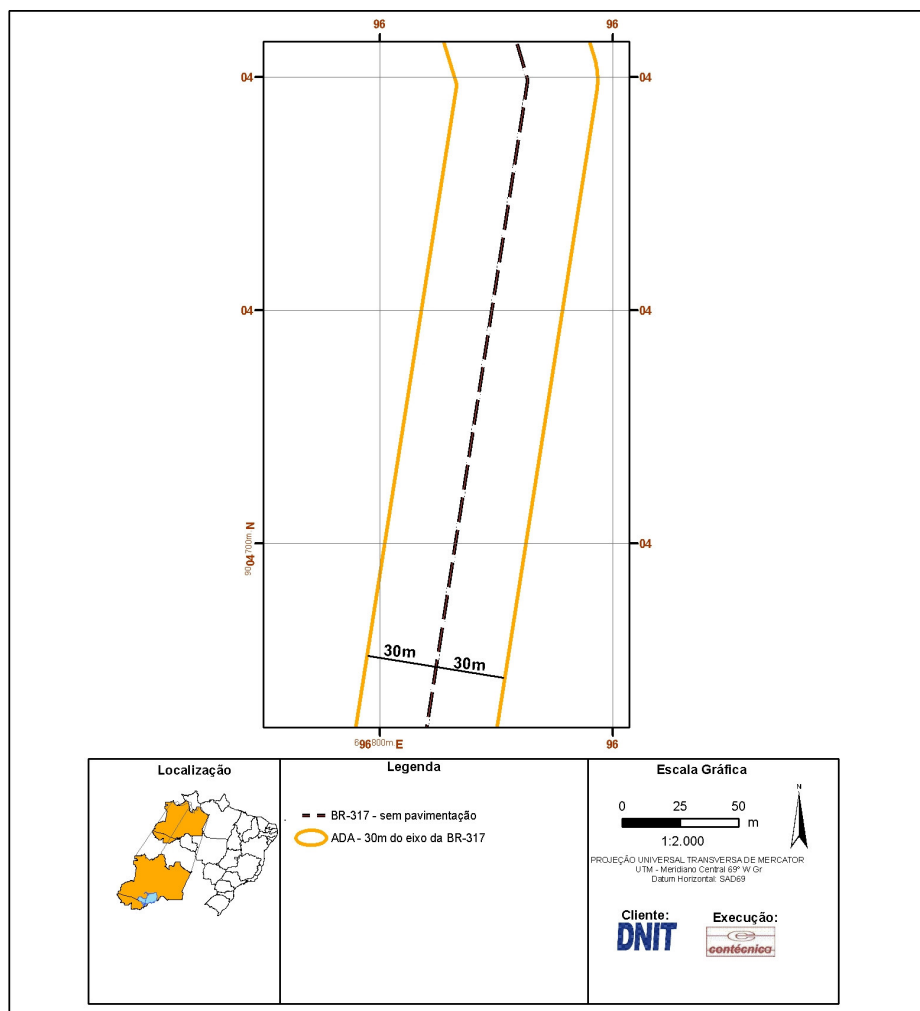 96 96
04 04
04 04
9004700m N 04
30m 30m
96 800m E 96
Localização
Legenda
BR-317 - sem pavimentação
ADA - 30m do eixo da BR-317
Escala Gráfica
0 25 50 m
1:2.000
N
PROJEÇÃO UNIVERSAL TRANSVERSA DE MERCATOR
UTM - Meridiano Central 69° W Gr
Datum Horizontal: SAD69
Cliente: Execução:
DNIT contécnica